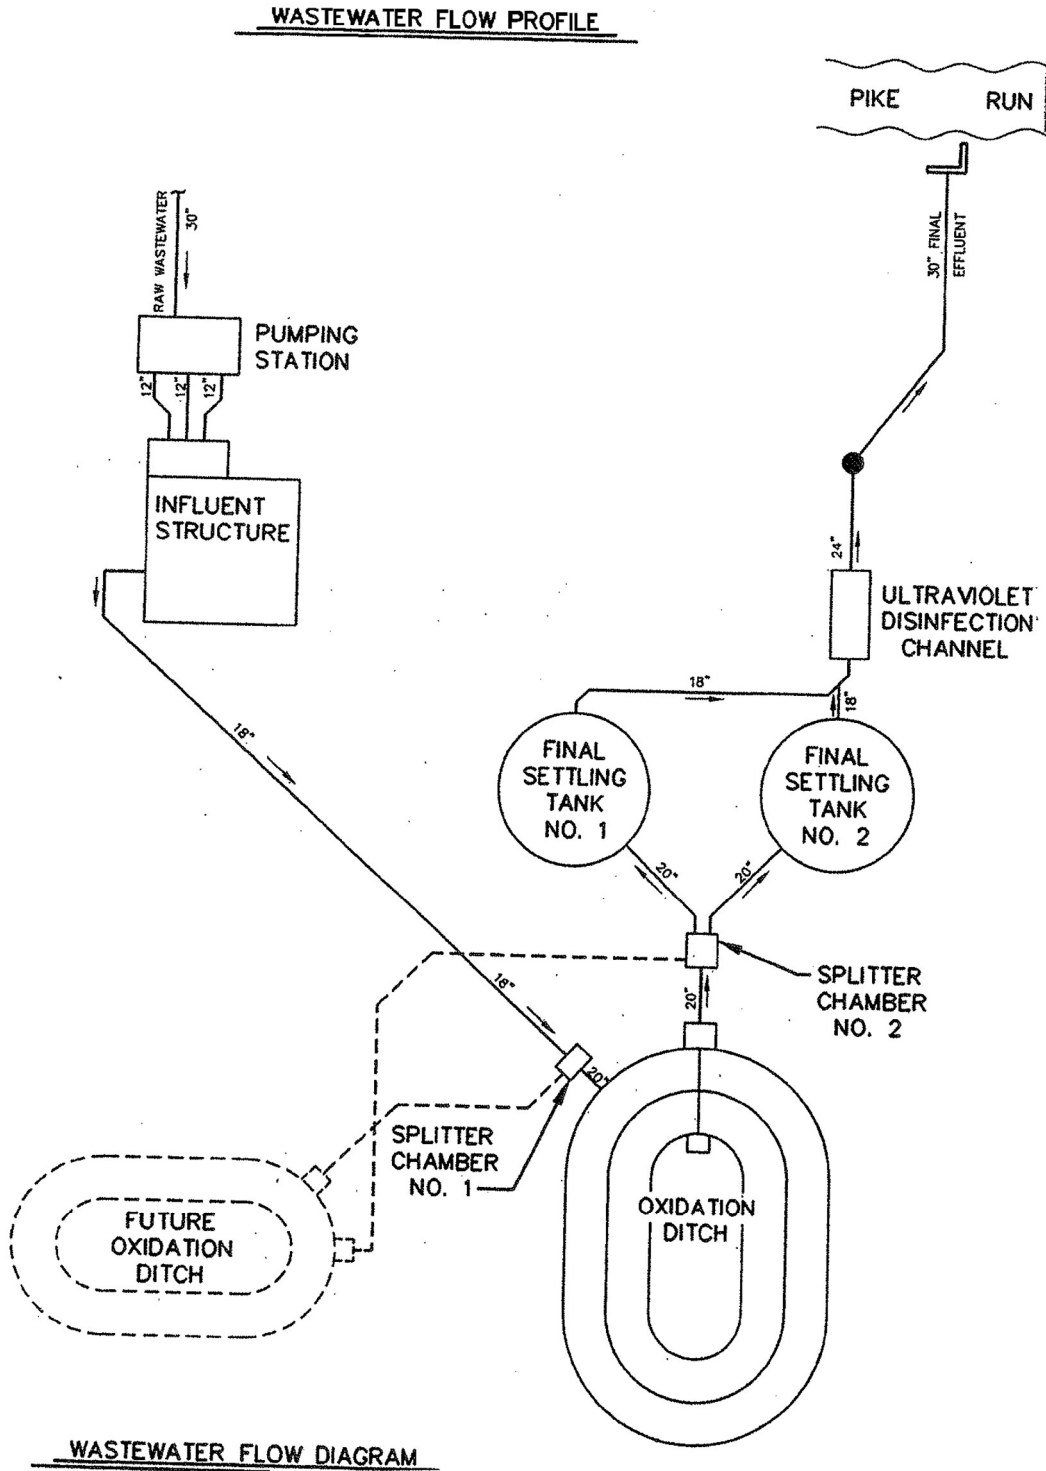 WASTEWATER FLOW PROFILE
PIKE RUN
RAW WASTEWATER
30"
30" FINAL
EFFLUENT
PUMPING
STATION
12"
12"
12"
INFLUENT
STRUCTURE
24"
ULTRAVIOLET
DISINFECTION
CHANNEL
18"
18"
18"
FINAL
SETTLING
TANK
NO. 1
FINAL
SETTLING
TANK
NO. 2
20"
20"
18"
20"
SPLITTER
CHAMBER
NO. 2
20"
SPLITTER
CHAMBER
NO. 1
OXIDATION
DITCH
FUTURE
OXIDATION
DITCH
WASTEWATER FLOW DIAGRAM